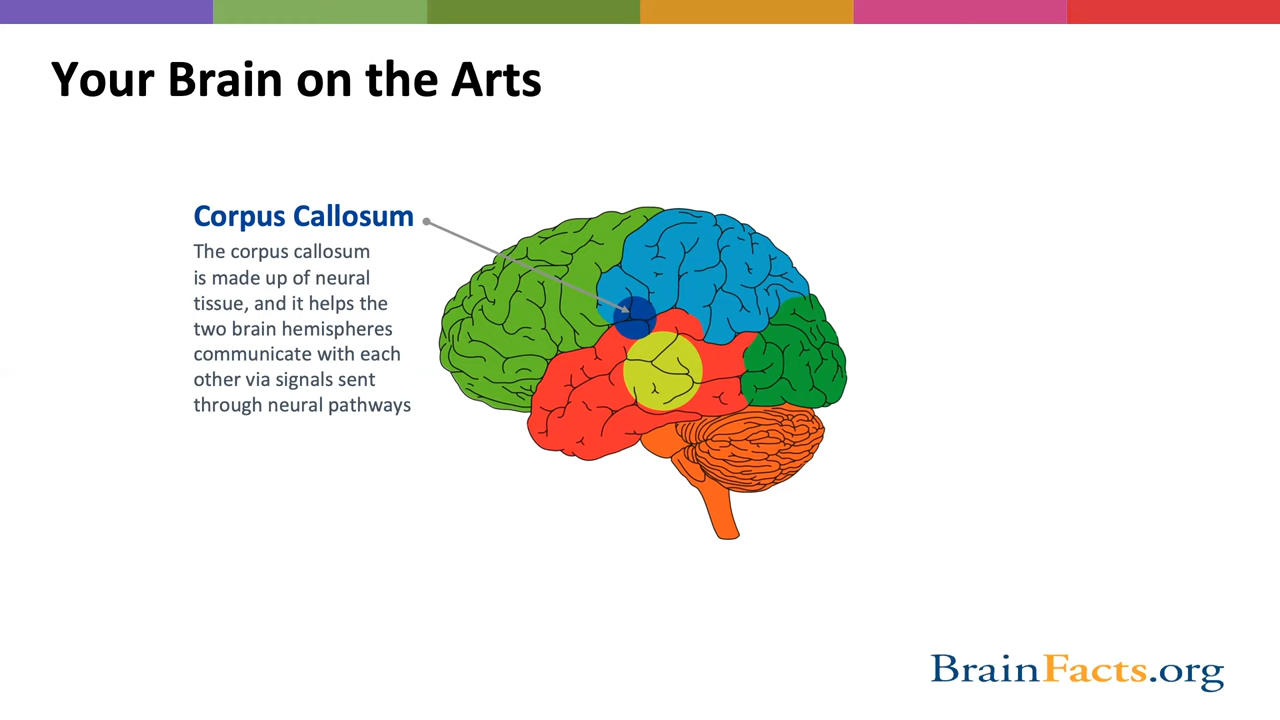 Your Brain on the Arts
Corpus Callosum
The corpus callosum
is made up of neural
tissue, and it helps the
two brain hemispheres
communicate with each
other via signals sent
through neural pathways
BrainFacts.org